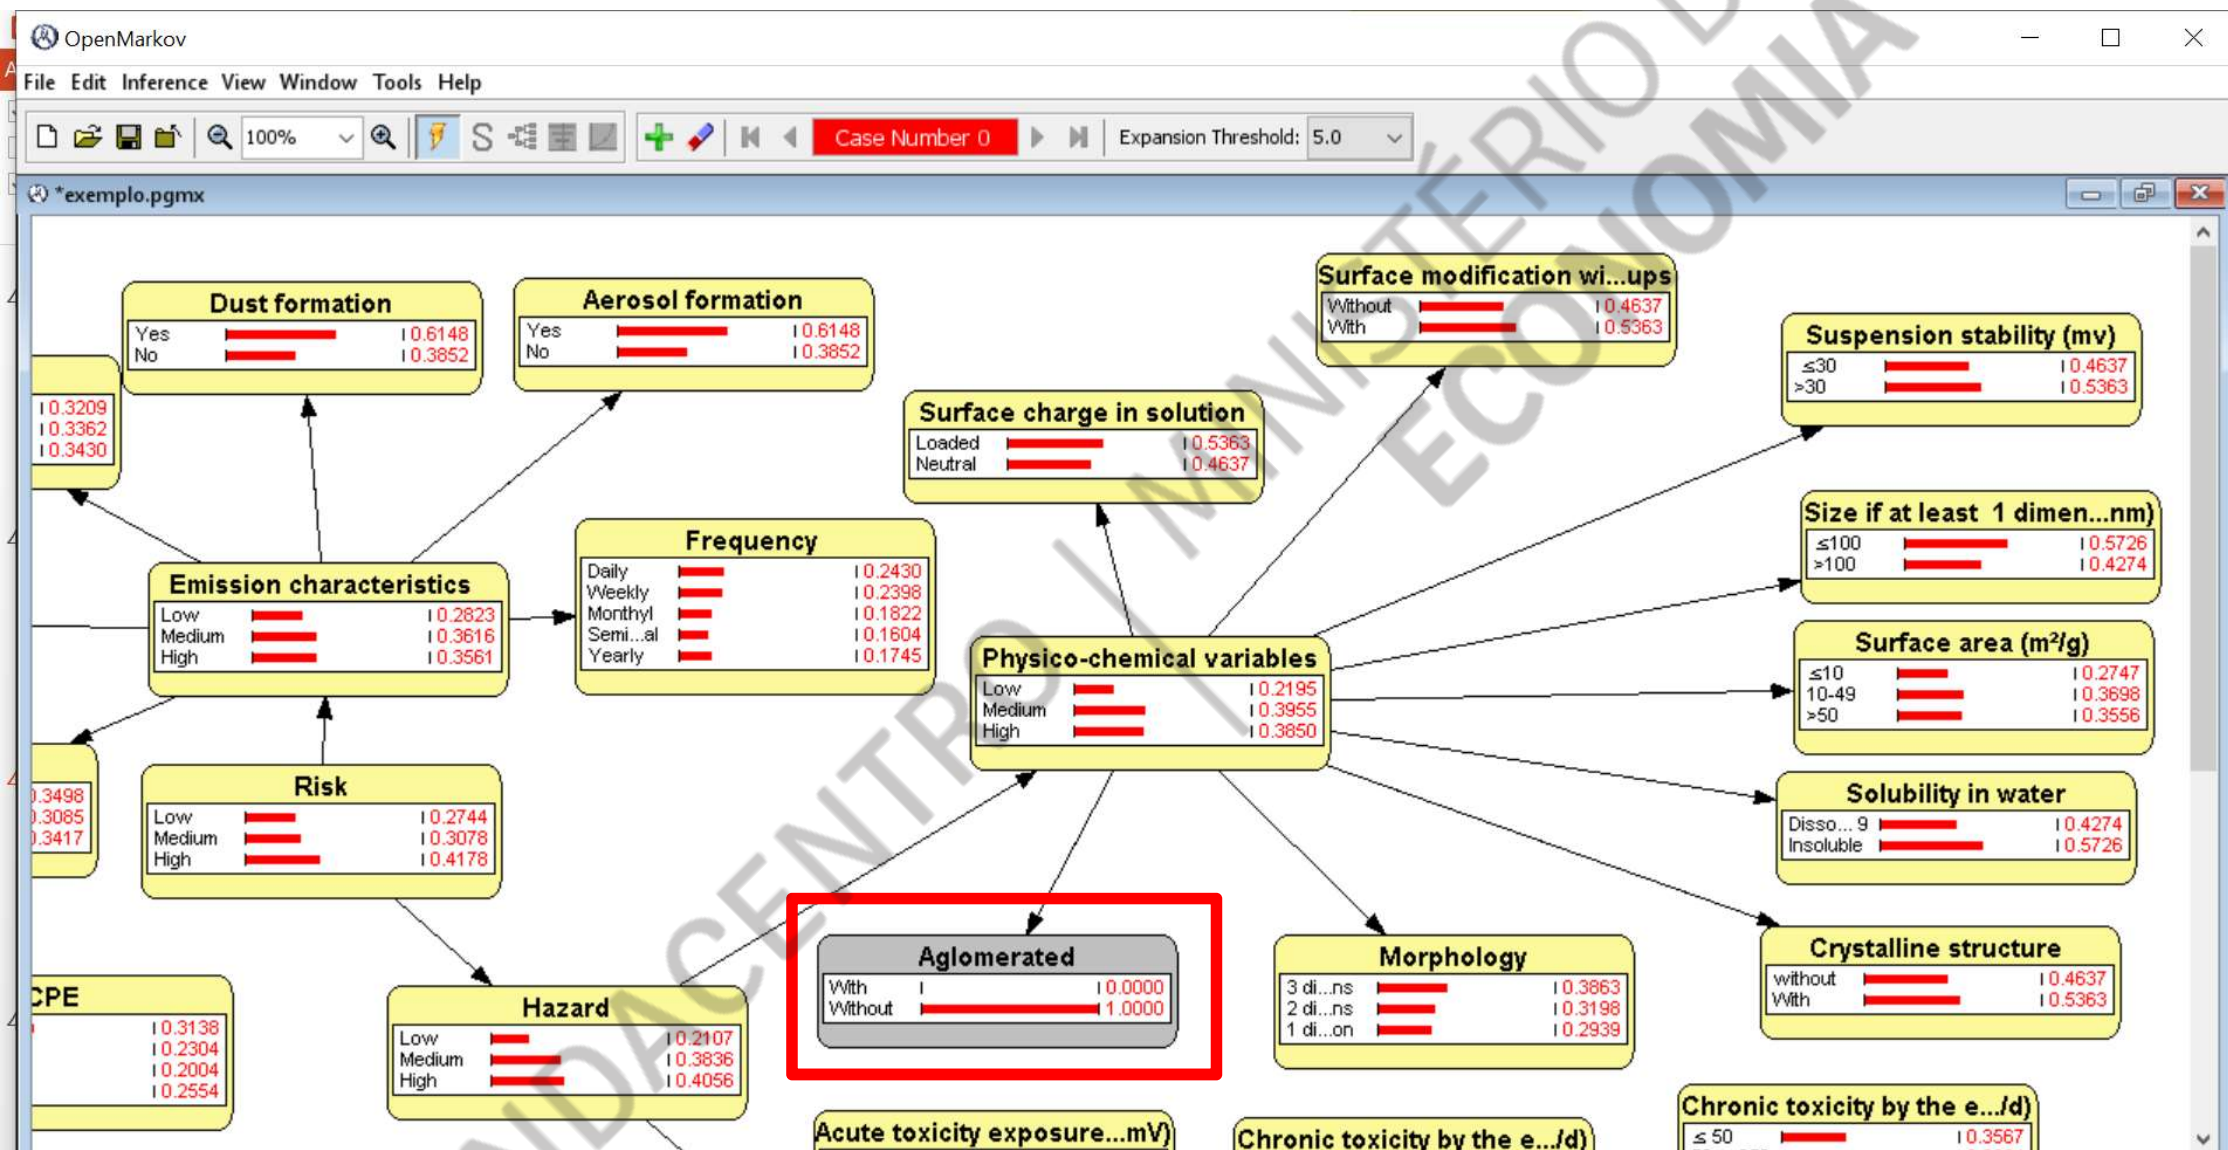 OpenMarkov
File Edit Inference View Window Tools Help
100%
Case Number 0
Expansion Threshold: 5.0
*exemplo.pgmx
Dust formation
Yes 0.6148
No 0.3852
Aerosol formation
Yes 0.6148
No 0.3852
Surface modification wi...ups
Without 0.4637
With 0.5363
Suspension stability (mv)
≤30 0.4637
>30 0.5363
0.3209
0.3362
0.3430
Surface charge in solution
Loaded 0.5363
Neutral 0.4637
Size if at least 1 dimen...nm)
≤100 0.5726
>100 0.4274
Emission characteristics
Low 0.2823
Medium 0.3616
High 0.3561
Frequency
Daily 0.2430
Weekly 0.2398
Monthyl 0.1822
Semi...al 0.1604
Yearly 0.1745
Physico-chemical variables
Low 0.2195
Medium 0.3955
High 0.3850
Surface area (m²/g)
≤10 0.2747
10-49 0.3698
>50 0.3556
0.3498
0.3085
0.3417
Risk
Low 0.2744
Medium 0.3078
High 0.4178
Solubility in water
Disso... 9 0.4274
Insoluble 0.5726
CPE
0.3138
0.2304
0.2004
0.2554
Hazard
Low 0.2107
Medium 0.3836
High 0.4056
Aglomerated
With 0.0000
Without 1.0000
Morphology
3 di...ns 0.3863
2 di...ns 0.3198
1 di...on 0.2939
Crystalline structure
without 0.4637
With 0.5363
Acute toxicity exposure...mV)
Chronic toxicity by the e.../d)
Chronic toxicity by the e.../d)
≤ 50 0.3567
NDACENTRO | MINISTÉRIO D
ECONOMIA